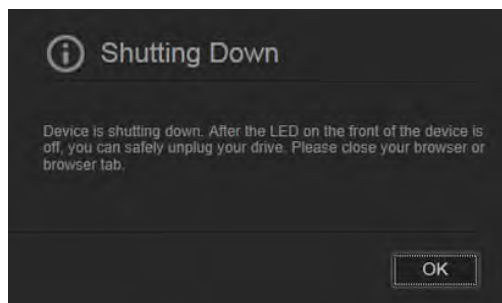 Shutting Down
Device is shutting down. After the LED on the front of the device is
off, you can safely unplug your drive. Please close your browser or
browser tab.
OK